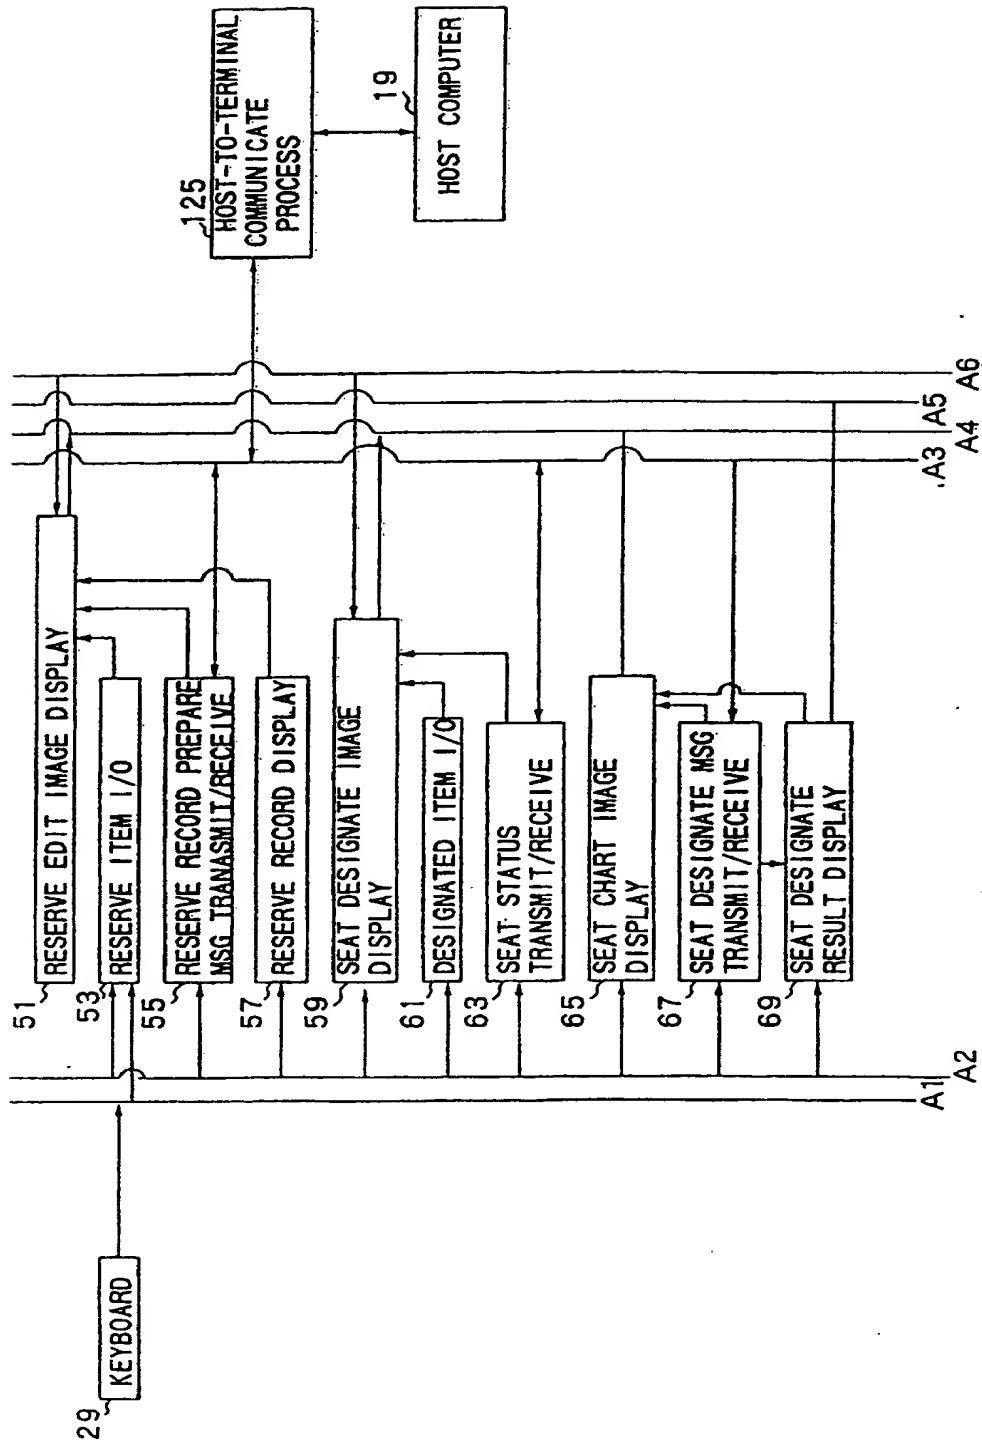 29
KEYBOARD
51
RESERVE EDIT IMAGE DISPLAY
53
RESERVE ITEM I/O
55
RESERVE RECORD PREPARE
MSG TRANASMIT/RECEIVE
57
RESERVE RECORD DISPLAY
59
SEAT DESIGNATE IMAGE
DISPLAY
61
DESIGNATED ITEM I/O
63
SEAT STATUS
TRANSMIT/RECEIVE
65
SEAT CHART IMAGE
DISPLAY
67
SEAT DESIGNATE MSG
TRANSMIT/RECEIVE
69
SEAT DESIGNATE
RESULT DISPLAY
A1
A2
A3
A4
A5
A6
125
HOST-TO-TERMINAL
COMMUNICATE
PROCESS
19
HOST COMPUTER